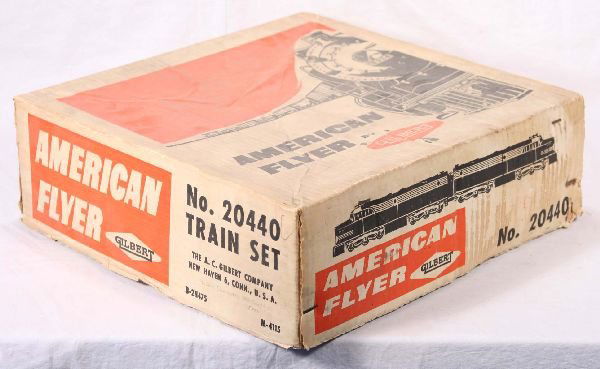 AMERICAN
FLYER
GILBERT
AMERICAN
FLYER
GILBERT
No. 20440
TRAIN SET
THE A. C. GILBERT COMPANY
NEW HAVEN 6, CONN., U. S. A.
M-4115
AMERICAN
FLYER
GILBERT
No. 20440